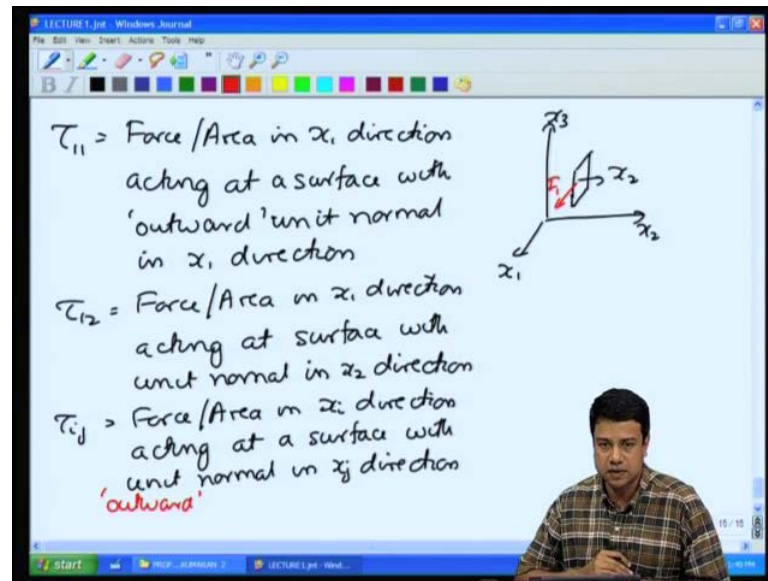 LECTURE1.jnt - Windows Journal
File Edit View Insert Actions Tools Help
B I
τ₁₁ = Force/Area in x₁ direction
acting at a surface with
'outward' unit normal
in x₁ direction
τ₁₂ = Force/Area in x₁ direction
acting at surface with
unit normal in x₂ direction
τᵢⱼ = Force/Area in xᵢ direction
acting at a surface with
unit normal in xⱼ direction
'outward'
x₃
x₂
F₁
x₂
x₁
15 / 15
start
LECTURE1.jnt - Wind...